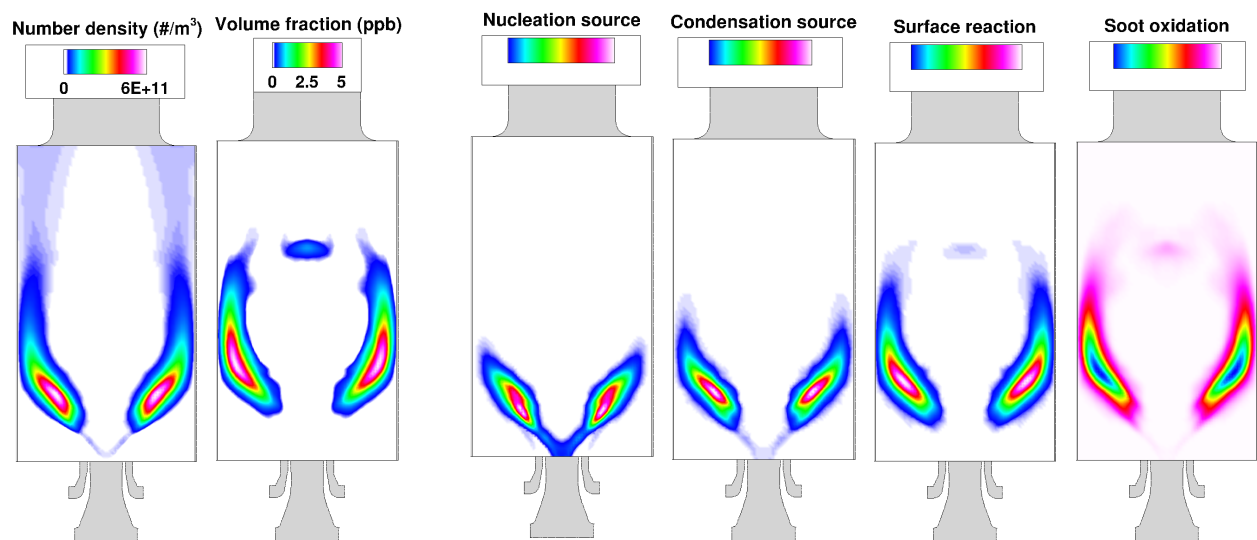 Number density (#/m³)
0 6E+11
Volume fraction (ppb)
0 2.5 5
Nucleation source
Condensation source
Surface reaction
Soot oxidation